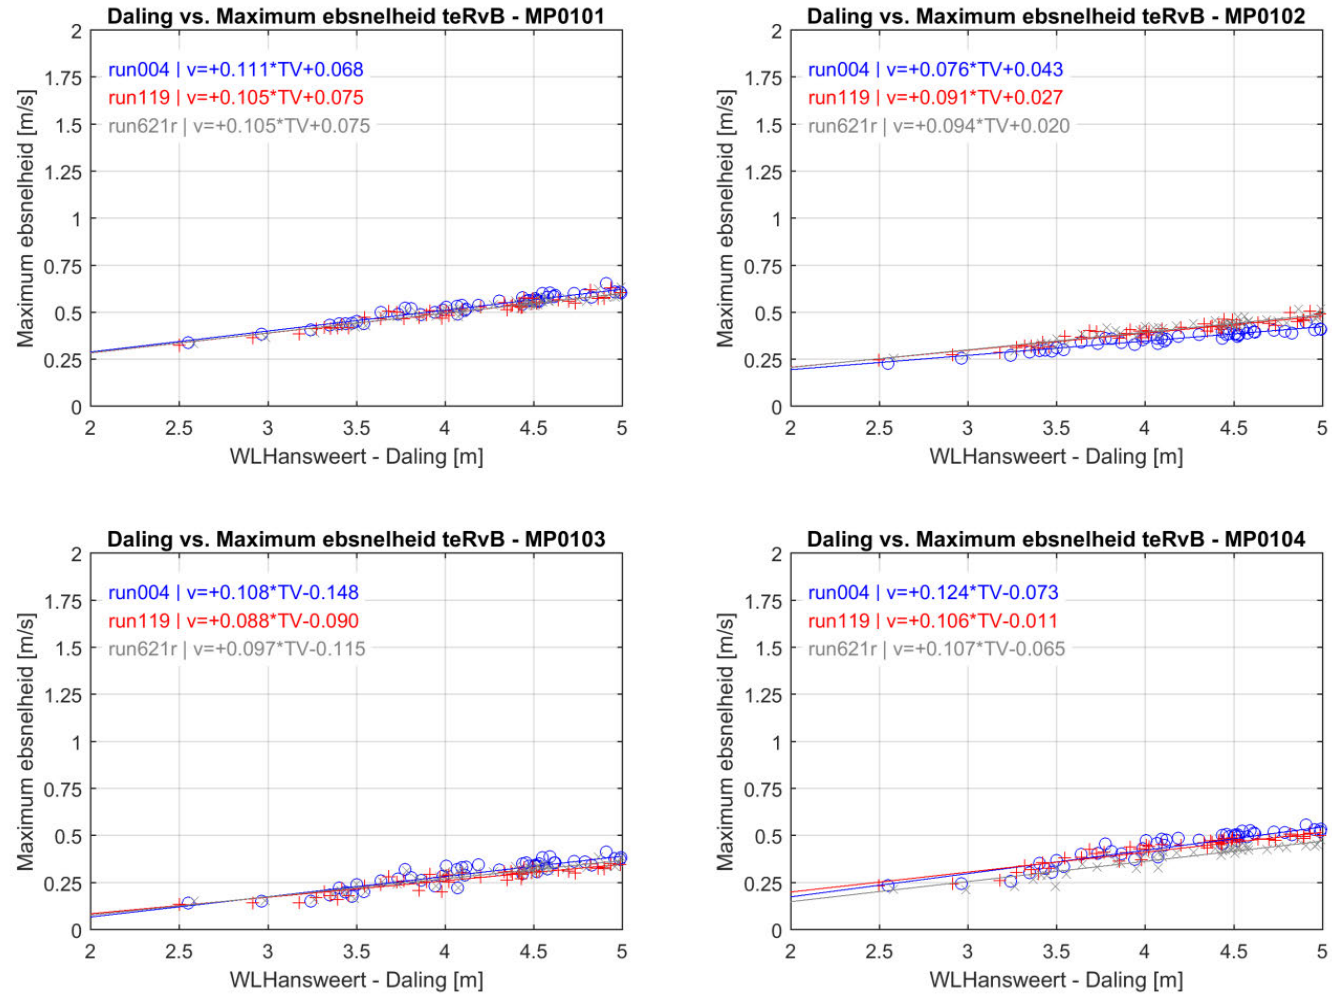 Daling vs. Maximum ebsnelheid teRvB - MP0101
2
1.75
1.5
1.25
1
0.75
0.5
0.25
0
Maximum ebsnelheid [m/s]
run004 | v=+0.111*TV+0.068
run119 | v=+0.105*TV+0.075
run621r | v=+0.105*TV+0.075
2 2.5 3 3.5 4 4.5 5
WLHansweert - Daling [m]
Daling vs. Maximum ebsnelheid teRvB - MP0102
2
1.75
1.5
1.25
1
0.75
0.5
0.25
0
Maximum ebsnelheid [m/s]
run004 | v=+0.076*TV+0.043
run119 | v=+0.091*TV+0.027
run621r | v=+0.094*TV+0.020
2 2.5 3 3.5 4 4.5 5
WLHansweert - Daling [m]
Daling vs. Maximum ebsnelheid teRvB - MP0103
2
1.75
1.5
1.25
1
0.75
0.5
0.25
0
Maximum ebsnelheid [m/s]
run004 | v=+0.108*TV-0.148
run119 | v=+0.088*TV-0.090
run621r | v=+0.097*TV-0.115
2 2.5 3 3.5 4 4.5 5
WLHansweert - Daling [m]
Daling vs. Maximum ebsnelheid teRvB - MP0104
2
1.75
1.5
1.25
1
0.75
0.5
0.25
0
Maximum ebsnelheid [m/s]
run004 | v=+0.124*TV-0.073
run119 | v=+0.106*TV-0.011
run621r | v=+0.107*TV-0.065
2 2.5 3 3.5 4 4.5 5
WLHansweert - Daling [m]